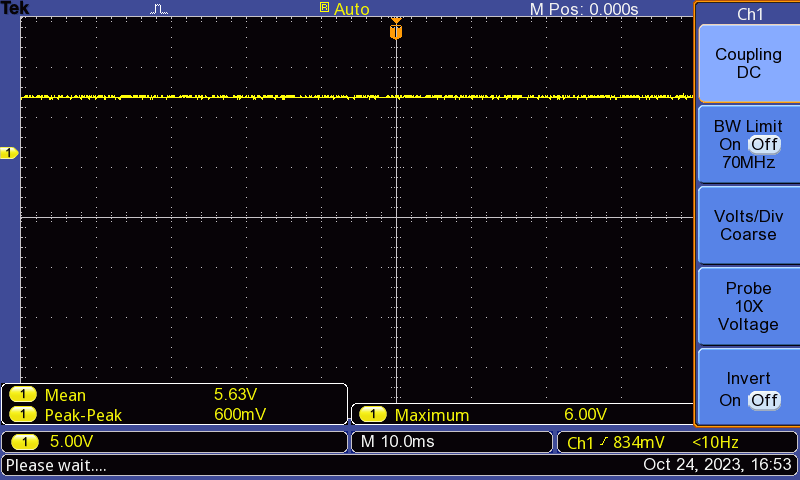 Tek R Auto M Pos: 0.000s
T
1
Ch1
Coupling
DC
BW Limit
On Off
70MHz
Volts/Div
Coarse
Probe
10X
Voltage
Invert
On Off
1 Mean 5.63V
1 Peak-Peak 600mV
1 Maximum 6.00V
1 5.00V
M 10.0ms
Ch1 834mV <10Hz
Please wait....
Oct 24, 2023, 16:53